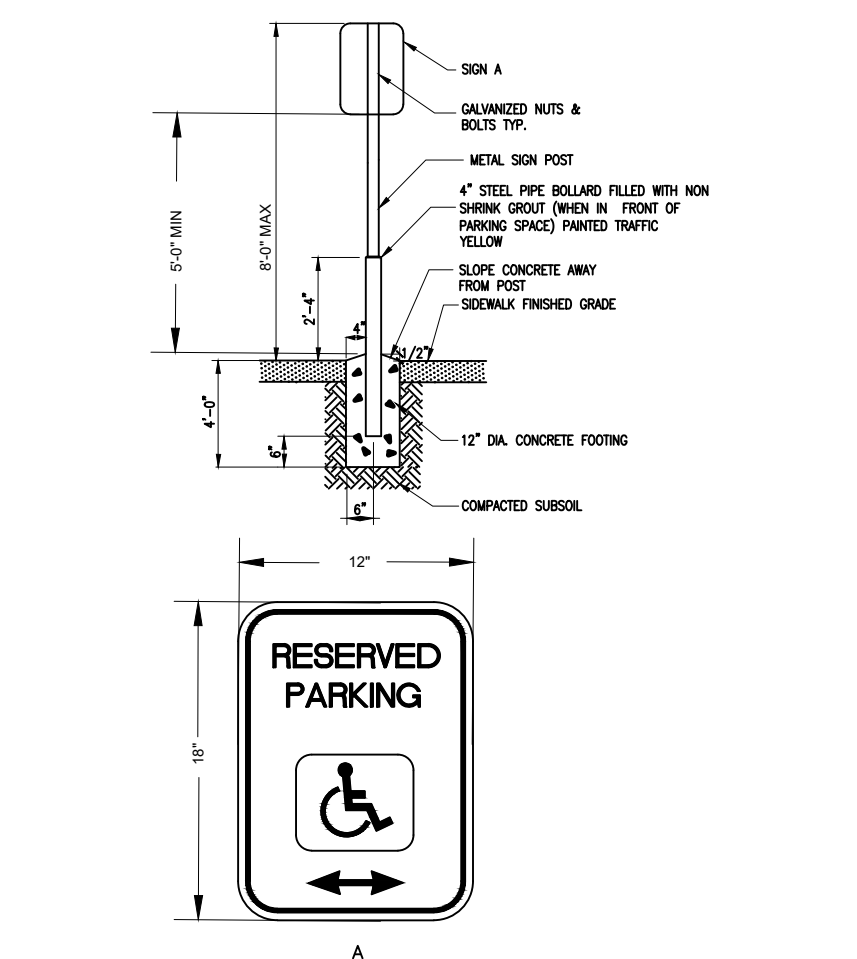 SIGN A
GALVANIZED NUTS &
BOLTS TYP.
METAL SIGN POST
4" STEEL PIPE BOLLARD FILLED WITH NON
SHRINK GROUT (WHEN IN FRONT OF
PARKING SPACE) PAINTED TRAFFIC
YELLOW
SLOPE CONCRETE AWAY
FROM POST
SIDEWALK FINISHED GRADE
5'-0" MIN
8'-0" MAX
2'-4"
4"
1/2"
4'-0"
6"
12" DIA. CONCRETE FOOTING
COMPACTED SUBSOIL
6"
12"
18"
RESERVED
PARKING
A